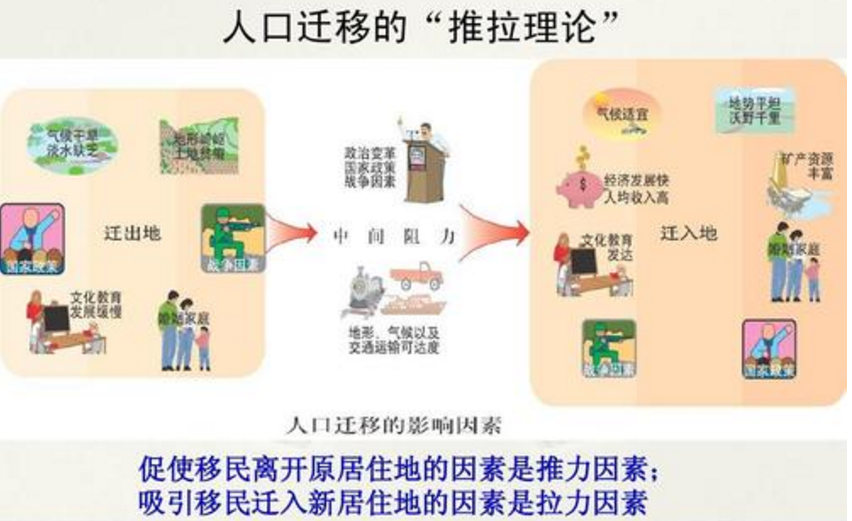 人口迁移的“推拉理论”
气候干旱
淡水缺乏
地形崎岖
土地贫瘠
国家政策
迁出地
战争因素
文化教育
发展缓慢
婚姻家庭
政治变革
国家政策
战争因素
中间阻力
地形、气候以及
交通运输可达度
气候适宜
地势平坦
沃野千里
经济发展快
人均收入高
矿产资源
丰富
文化教育
发达
迁入地
婚姻家庭
战争因素
国家政策
人口迁移的影响因素
促使移民离开原居住地的因素是推力因素；
吸引移民迁入新居住地的因素是拉力因素